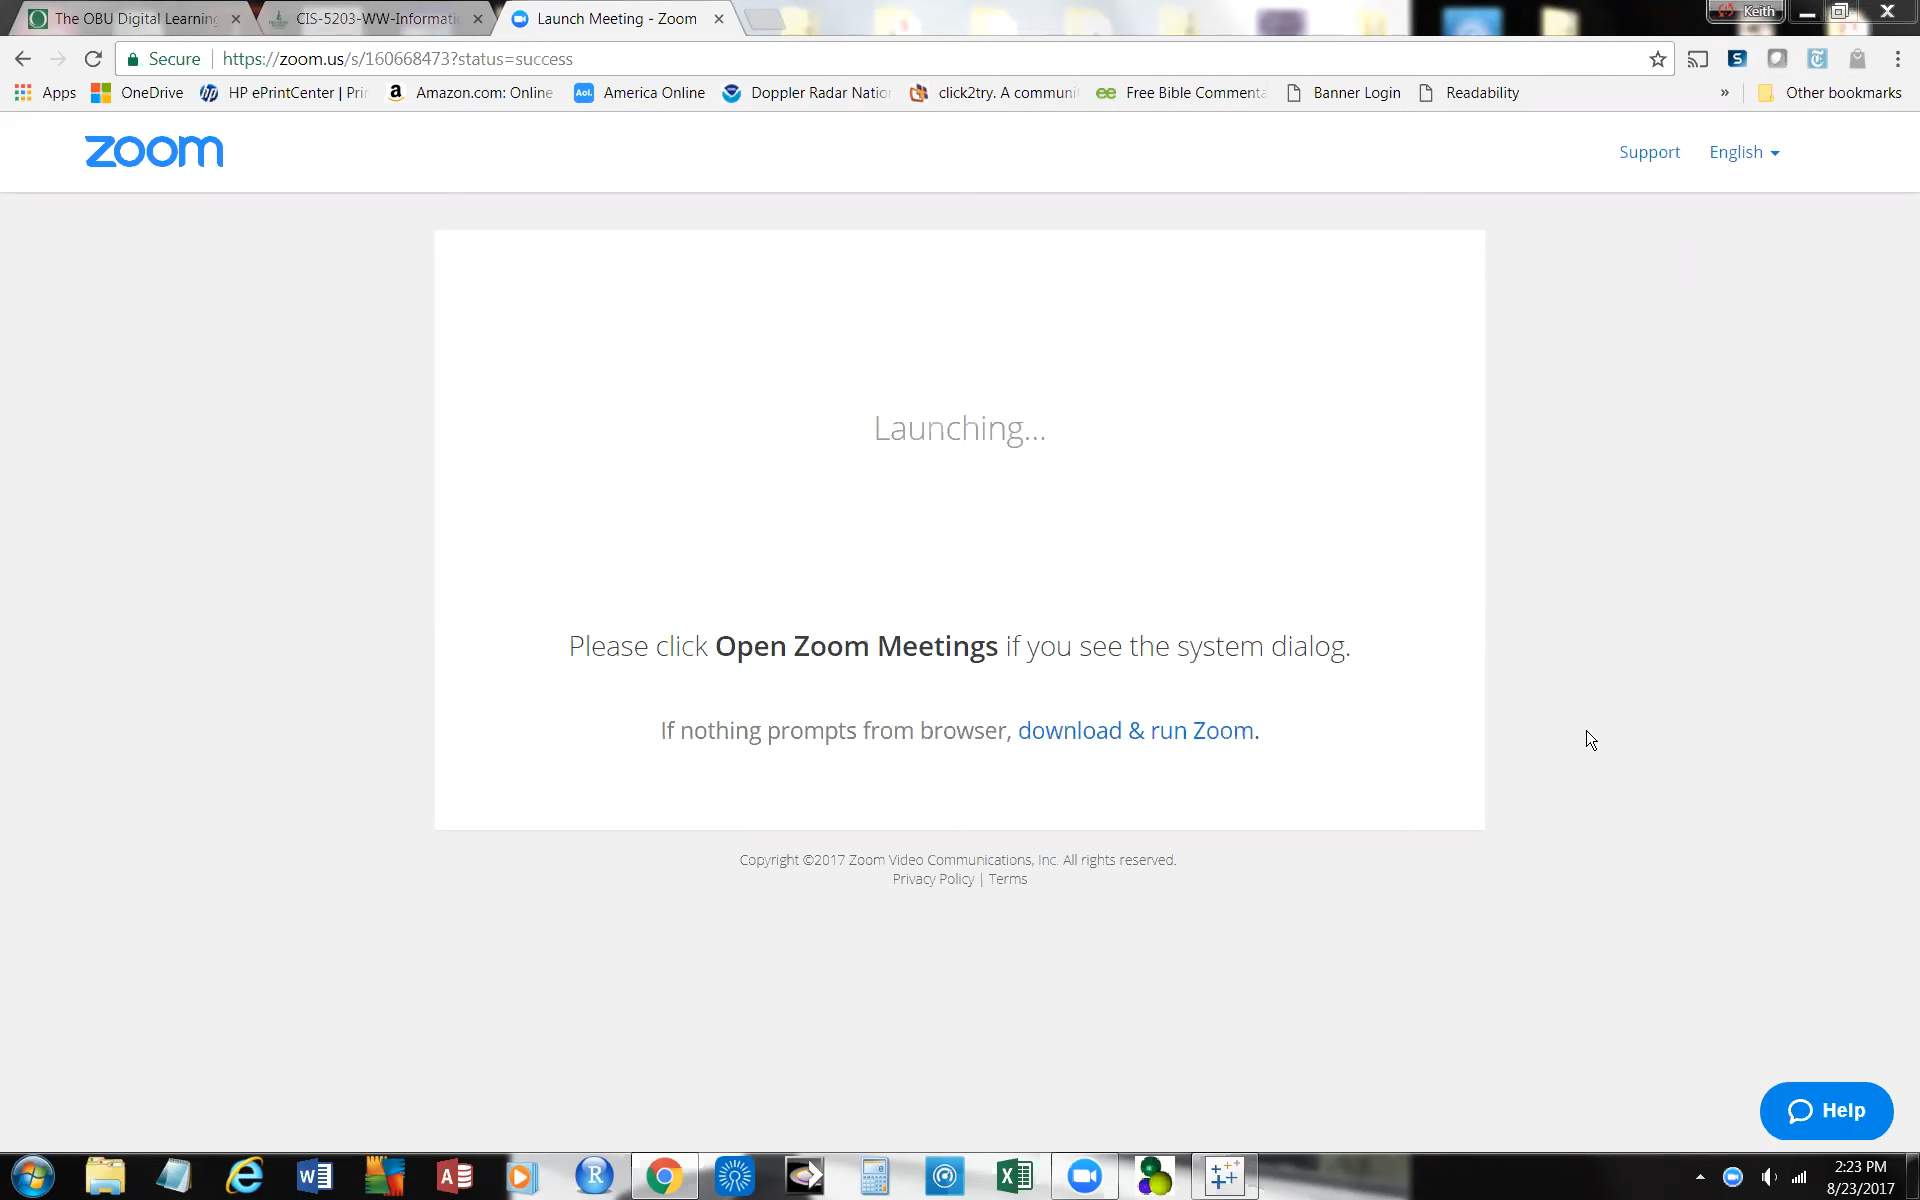 The OBU Digital Learning
CIS-5203-WW-Informati
Launch Meeting - Zoom
Keith
Secure
https://zoom.us/s/160668473?status=success
Apps
OneDrive
HP ePrintCenter | Pri
Amazon.com: Online
Aol.
America Online
Doppler Radar Natio
click2try. A communi
ee
Free Bible Commenta
Banner Login
Readability
»
Other bookmarks
zoom
Support
English
Launching...
Please click Open Zoom Meetings if you see the system dialog.
If nothing prompts from browser, download & run Zoom.
Copyright ©2017 Zoom Video Communications, Inc. All rights reserved.
Privacy Policy | Terms
Help
2:23 PM
8/23/2017